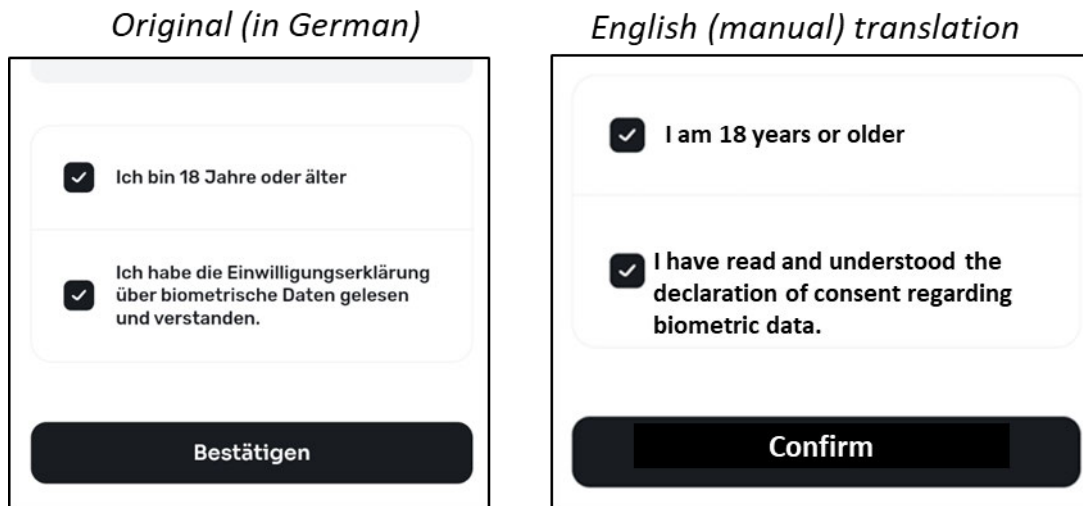 Original (in German)
Ich bin 18 Jahre oder älter
Ich habe die Einwilligungserklärung
über biometrische Daten gelesen
und verstanden.
Bestätigen
English (manual) translation
I am 18 years or older
I have read and understood the
declaration of consent regarding
biometric data.
Confirm